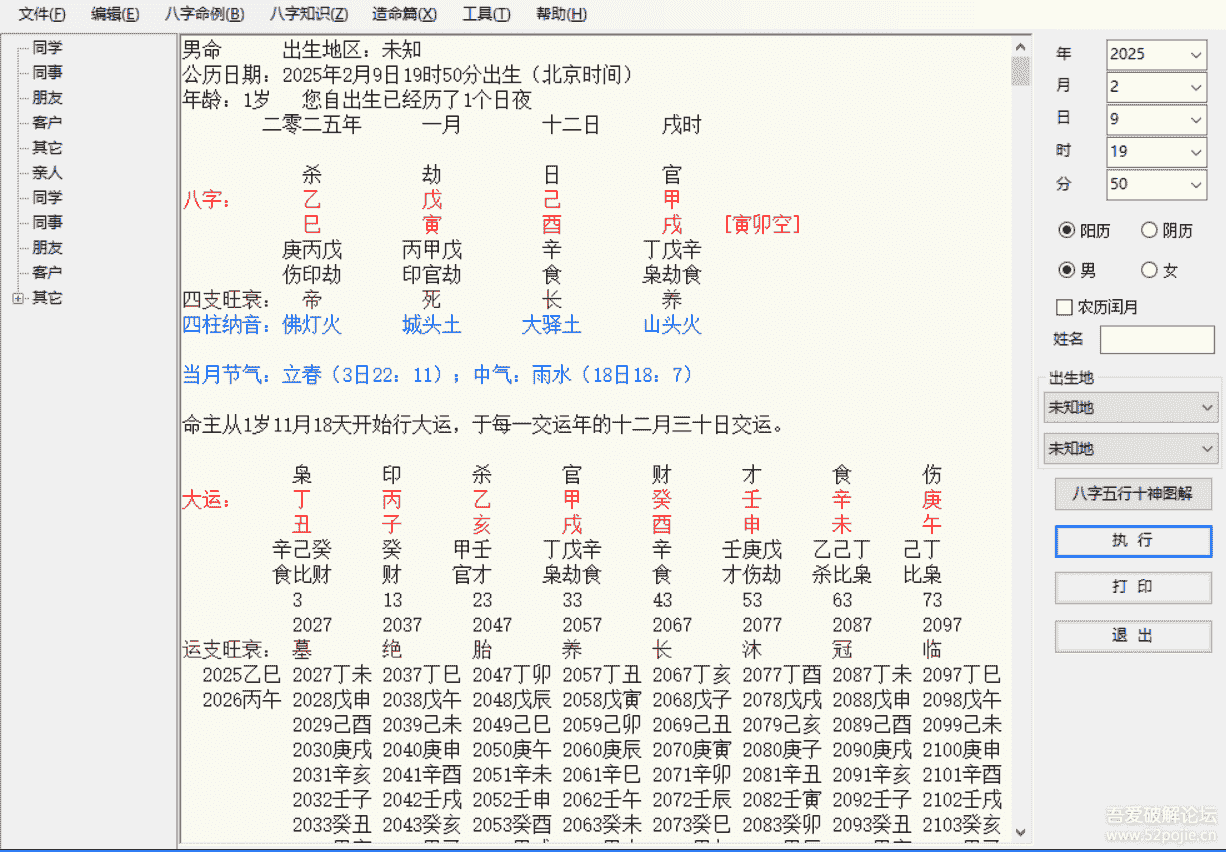 文件(F) 编辑(E) 八字命例(B) 八字知识(Z) 造命篇(X) 工具(T) 帮助(H)
同学
同事
朋友
客户
其它
亲人
同学
同事
朋友
客户
其它
男命 出生地区：未知
公历日期：2025年2月9日19时50分出生（北京时间）
年龄：1岁 您自出生已经历了1个日夜
二零二五年 一月 十二日 戌时
杀 劫 日 官
八字： 乙 戊 己 甲
巳 寅 酉 戌 [寅卯空]
庚丙戊 丙甲戊 辛 丁戊辛
伤印劫 印官劫 食 枭劫食
四支旺衰： 帝 死 长 养
四柱纳音：佛灯火 城头土 大驿土 山头火
当月节气：立春（3日22：11）；中气：雨水（18日18：7）
命主从1岁11月18天开始行大运，于每一交运年的十二月三十日交运。
枭 印 杀 官 财 才 食 伤
大运： 丁 丙 乙 甲 癸 壬 辛 庚
丑 子 亥 戌 酉 申 未 午
辛己癸 癸 甲壬 丁戊辛 辛 壬庚戊 乙己丁 己丁
食比财 财 官才 枭劫食 食 才伤劫 杀比枭 比枭
3 13 23 33 43 53 63 73
2027 2037 2047 2057 2067 2077 2087 2097
运支旺衰： 墓 绝 胎 养 长 沐 冠 临
2025乙巳 2027丁未 2037丁巳 2047丁卯 2057丁丑 2067丁亥 2077丁酉 2087丁未 2097丁巳
2026丙午 2028戊申 2038戊午 2048戊辰 2058戊寅 2068戊子 2078戊戌 2088戊申 2098戊午
2029己酉 2039己未 2049己巳 2059己卯 2069己丑 2079己亥 2089己酉 2099己未
2030庚戌 2040庚申 2050庚午 2060庚辰 2070庚寅 2080庚子 2090庚戌 2100庚申
2031辛亥 2041辛酉 2051辛未 2061辛巳 2071辛卯 2081辛丑 2091辛亥 2101辛酉
2032壬子 2042壬戌 2052壬申 2062壬午 2072壬辰 2082壬寅 2092壬子 2102壬戌
2033癸丑 2043癸亥 2053癸酉 2063癸未 2073癸巳 2083癸卯 2093癸丑 2103癸亥
年 2025
月 2
日 9
时 19
分 50
阳历 阴历
男 女
农历闰月
姓名
出生地
未知地
未知地
八字五行十神图解
执 行
打 印
退 出
吾爱破解论坛
www.52pojie.cn